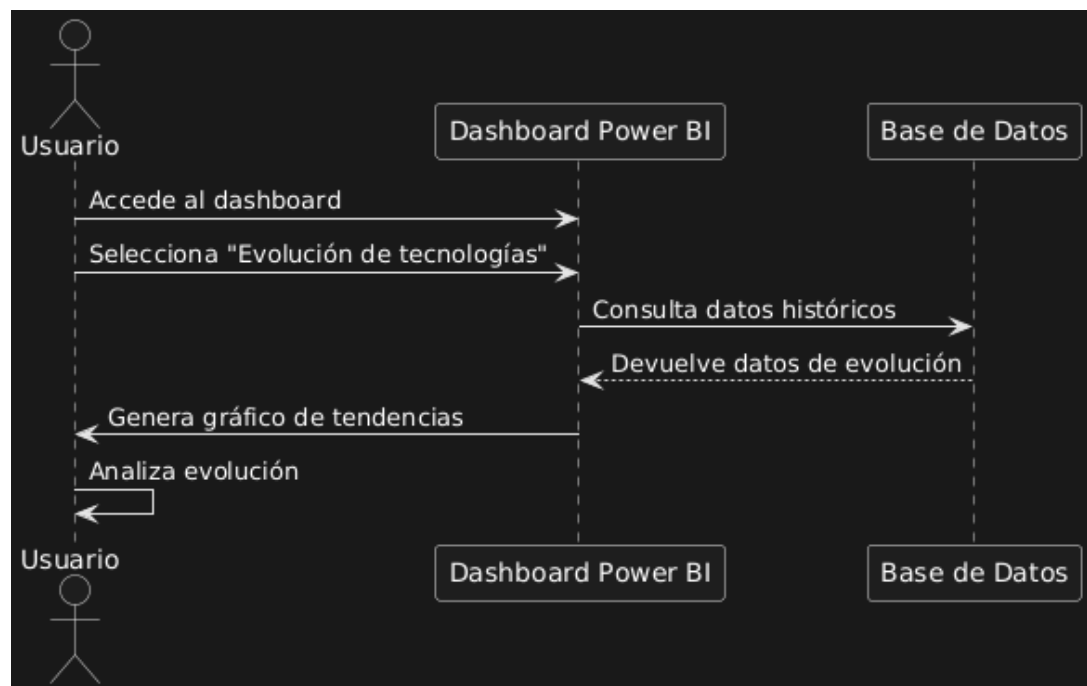 Usuario
Dashboard Power BI
Base de Datos
Accede al dashboard
Selecciona "Evolución de tecnologías"
Consulta datos históricos
Devuelve datos de evolución
Genera gráfico de tendencias
Analiza evolución
Usuario
Dashboard Power BI
Base de Datos